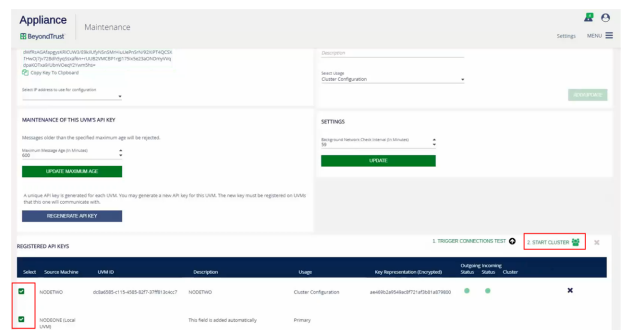 Appliance
BeyondTrust
Maintenance
Settings
MENU
Copy Key To Clipboard
Select IP address to use for configuration
Description
Select Usage
Cluster Configuration
MAINTENANCE OF THIS UVM'S API KEY
Messages older than the specified maximum age will be rejected.
Maximum Message Age (In Minutes)
600
UPDATE MAXIMUM AGE
A unique API key is generated for each UVM. You may generate a new API key for this UVM. The new key must be registered on UVMs
that this one will communicate with.
REGENERATE API KEY
SETTINGS
Background Network Check Interval (In Minutes)
UPDATE
REGISTERED API KEYS
1. TRIGGER CONNECTIONS TEST
2. START CLUSTER
Select Source Machine UVM ID Description Usage Key Representation (Encrypted) Outgoing Status Incoming Status Cluster
NODETWO NODETWO Cluster Configuration
NODEONE (Local UVM) This field is added automatically Primary